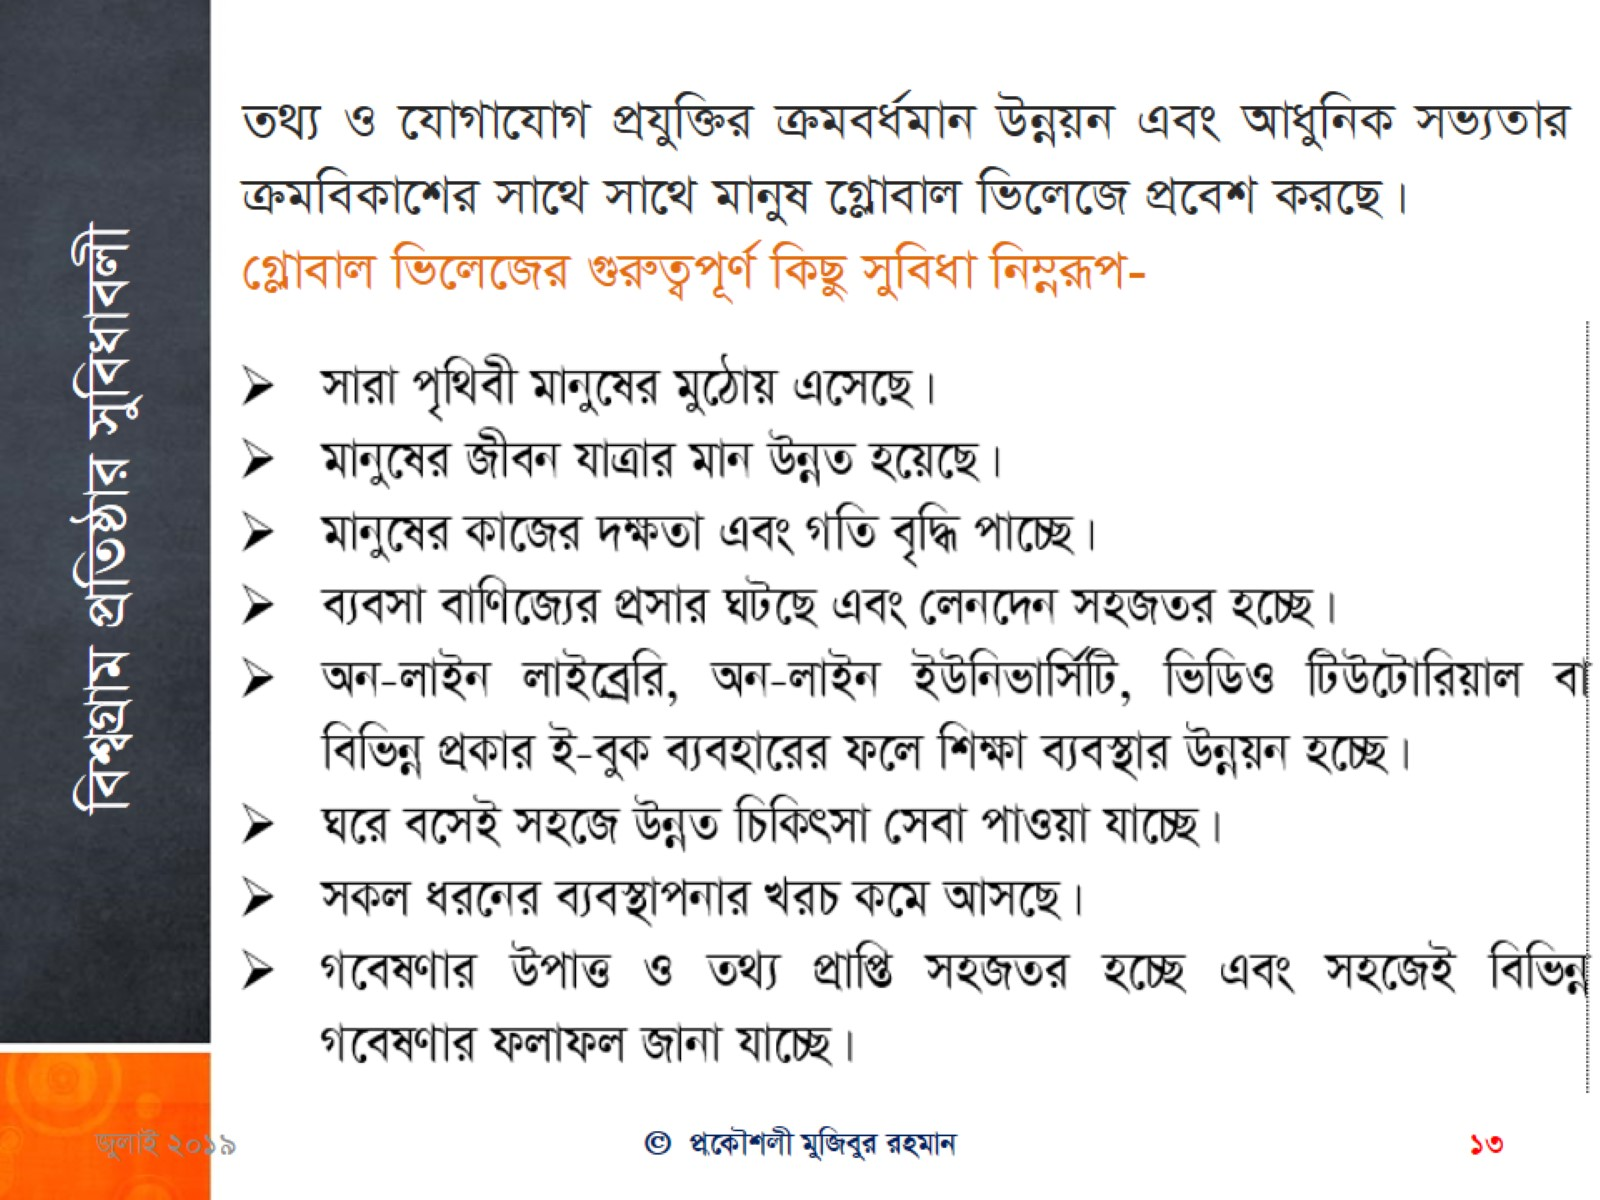 বিশ্বগ্রাম প্রতিষ্ঠার সুবিধাবলী
তথ্য ও যোগাযোগ প্রযুক্তির ক্রমবর্ধমান উন্নয়ন এবং আধুনিক সভ্যতার
ক্রমবিকাশের সাথে সাথে মানুষ গ্লোবাল ভিলেজে প্রবেশ করছে।
গ্লোবাল ভিলেজের গুরুত্বপূর্ণ কিছু সুবিধা নিম্নরূপ-
➢ সারা পৃথিবী মানুষের মুঠোয় এসেছে।
➢ মানুষের জীবন যাত্রার মান উন্নত হয়েছে।
➢ মানুষের কাজের দক্ষতা এবং গতি বৃদ্ধি পাচ্ছে।
➢ ব্যবসা বাণিজ্যের প্রসার ঘটছে এবং লেনদেন সহজতর হচ্ছে।
➢ অন-লাইন লাইব্রেরি, অন-লাইন ইউনিভার্সিটি, ভিডিও টিউটোরিয়াল বা
বিভিন্ন প্রকার ই-বুক ব্যবহারের ফলে শিক্ষা ব্যবস্থার উন্নয়ন হচ্ছে।
➢ ঘরে বসেই সহজে উন্নত চিকিৎসা সেবা পাওয়া যাচ্ছে।
➢ সকল ধরনের ব্যবস্থাপনার খরচ কমে আসছে।
➢ গবেষণার উপাত্ত ও তথ্য প্রাপ্তি সহজতর হচ্ছে এবং সহজেই বিভিন্ন
গবেষণার ফলাফল জানা যাচ্ছে।
জুলাই ২০১৯ © প্রকৌশলী মুজিবুর রহমান ১৩